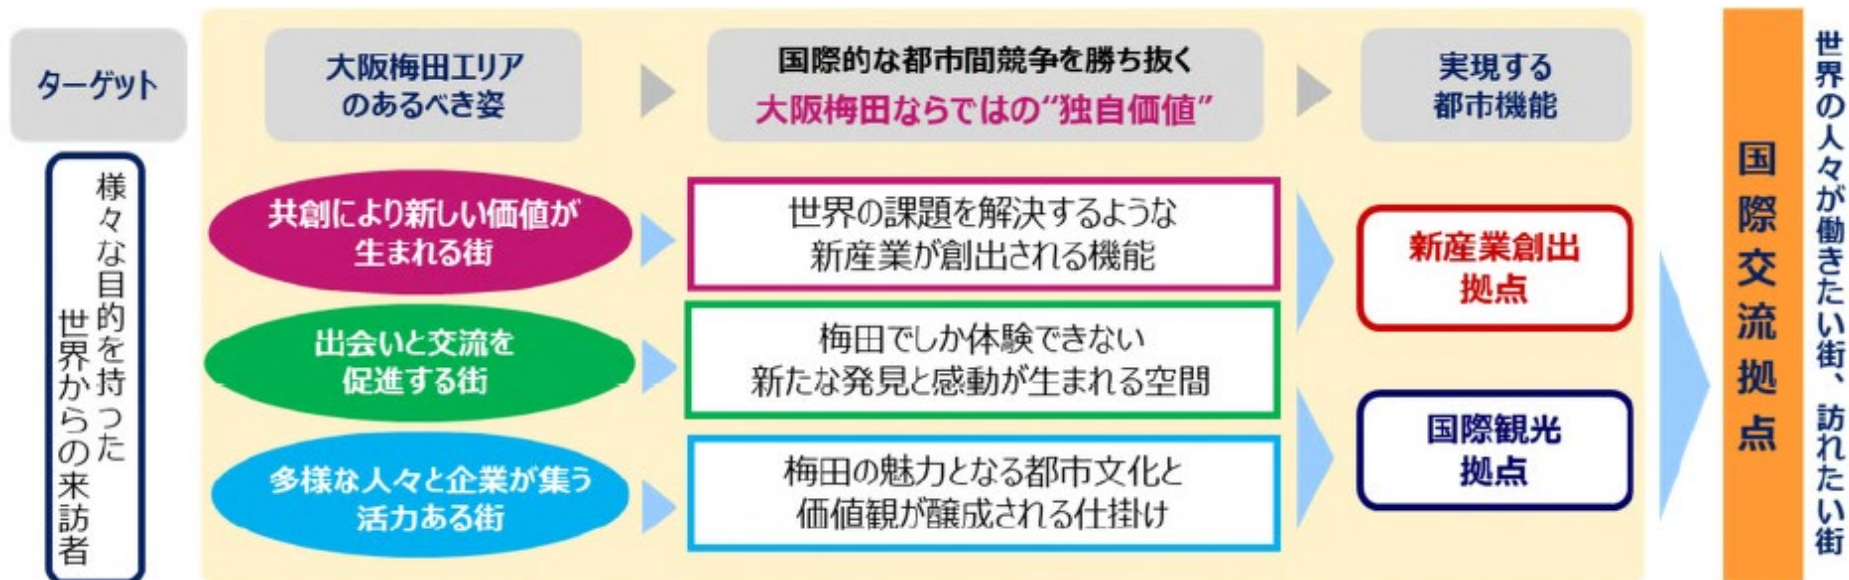 ターゲット
様々な目的を持った
世界からの来訪者
大阪梅田エリア
のあるべき姿
国際的な都市間競争を勝ち抜く
大阪梅田ならではの“独自価値”
実現する
都市機能
共創により新しい価値が
生まれる街
世界の課題を解決するような
新産業が創出される機能
出会いと交流を
促進する街
梅田でしか体験できない
新たな発見と感動が生まれる空間
多様な人々と企業が集う
活力ある街
梅田の魅力となる都市文化と
価値観が醸成される仕掛け
新産業創出
拠点
国際観光
拠点
国際交流拠点
世界の人々が働きたい街、訪れたい街